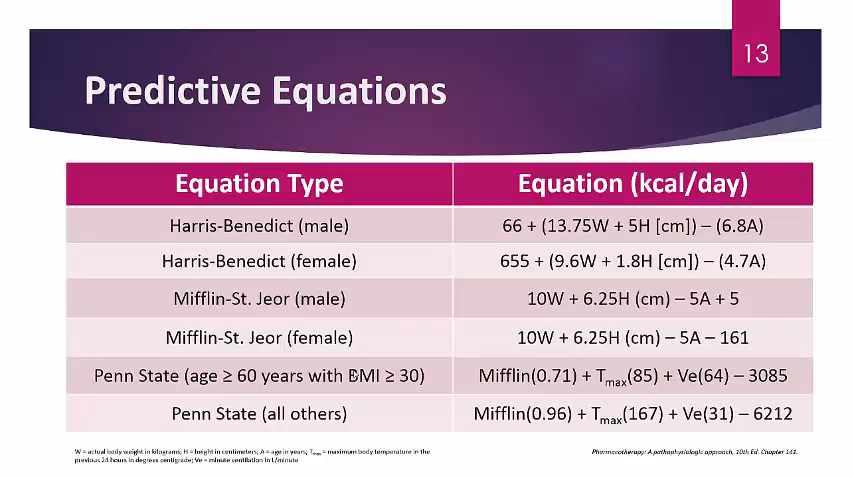 13
Predictive Equations
Equation Type
Equation (kcal/day)
Harris-Benedict (male)
66 + (13.75W + 5H [cm]) – (6.8A)
Harris-Benedict (female)
655 + (9.6W + 1.8H [cm]) – (4.7A)
Mifflin-St. Jeor (male)
10W + 6.25H (cm) – 5A + 5
Mifflin-St. Jeor (female)
10W + 6.25H (cm) – 5A – 161
Penn State (age ≥ 60 years with BMI ≥ 30)
Mifflin(0.71) + Tmax(85) + Ve(64) – 3085
Penn State (all others)
Mifflin(0.96) + Tmax(167) + Ve(31) – 6212
W = actual body weight in kilograms; H = height in centimeters; A = age in years; Tmax = maximum body temperature in the
previous 24 hours in degrees centigrade; Ve = minute ventilation in L/minute
Pharmacotherapy: A pathophysiologic approach, 10th Ed. Chapter 141.